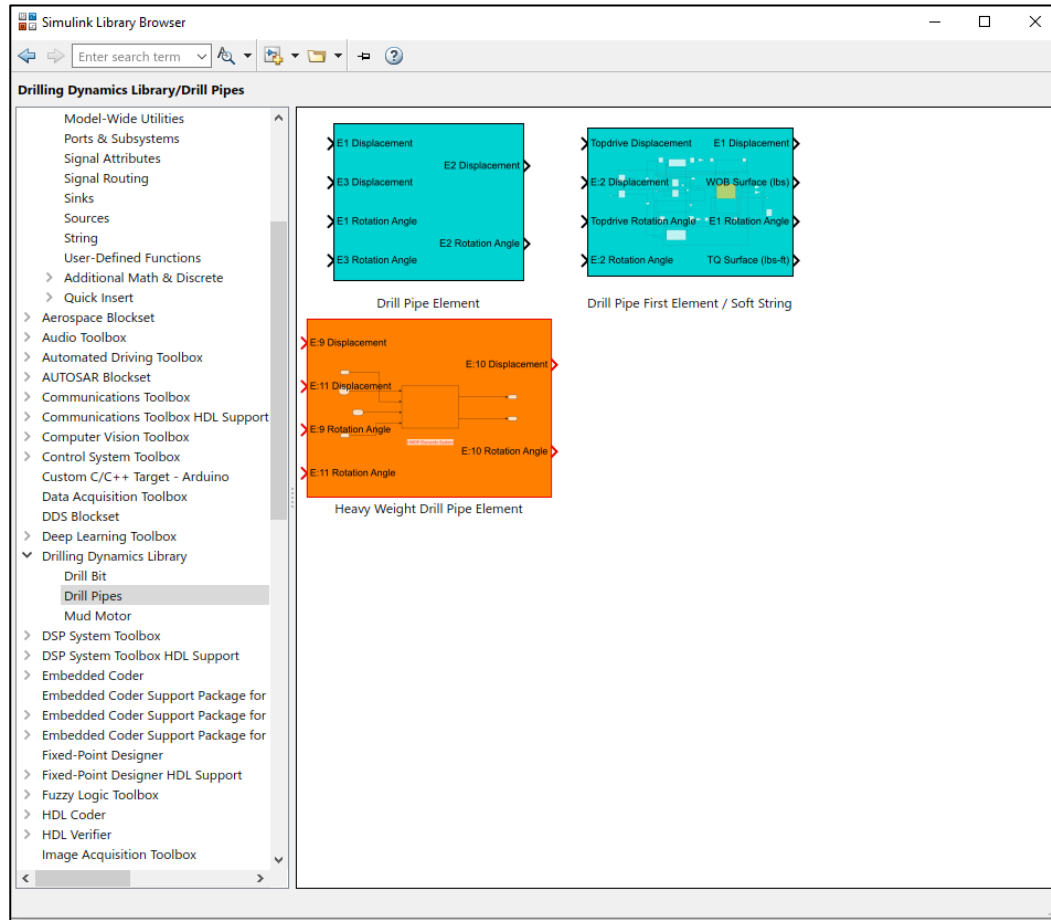 Simulink Library Browser
Enter search term
Drilling Dynamics Library/Drill Pipes
Model-Wide Utilities
Ports & Subsystems
Signal Attributes
Signal Routing
Sinks
Sources
String
User-Defined Functions
Additional Math & Discrete
Quick Insert
Aerospace Blockset
Audio Toolbox
Automated Driving Toolbox
AUTOSAR Blockset
Communications Toolbox
Communications Toolbox HDL Support
Computer Vision Toolbox
Control System Toolbox
Custom C/C++ Target - Arduino
Data Acquisition Toolbox
DDS Blockset
Deep Learning Toolbox
Drilling Dynamics Library
Drill Bit
Drill Pipes
Mud Motor
DSP System Toolbox
DSP System Toolbox HDL Support
Embedded Coder
Embedded Coder Support Package for
Embedded Coder Support Package for
Embedded Coder Support Package for
Fixed-Point Designer
Fixed-Point Designer HDL Support
Fuzzy Logic Toolbox
HDL Coder
HDL Verifier
Image Acquisition Toolbox
E1 Displacement
E2 Displacement
E3 Displacement
E1 Rotation Angle
E2 Rotation Angle
E3 Rotation Angle
Drill Pipe Element
Topdrive Displacement E1 Displacement
E:2 Displacement WOB Surface (lbs)
Topdrive Rotation Angle E1 Rotation Angle
E:2 Rotation Angle TQ Surface (lbs-ft)
Drill Pipe First Element / Soft String
E:9 Displacement
E:10 Displacement
E:11 Displacement
E:9 Rotation Angle
E:10 Rotation Angle
E:11 Rotation Angle
Heavy Weight Drill Pipe Element